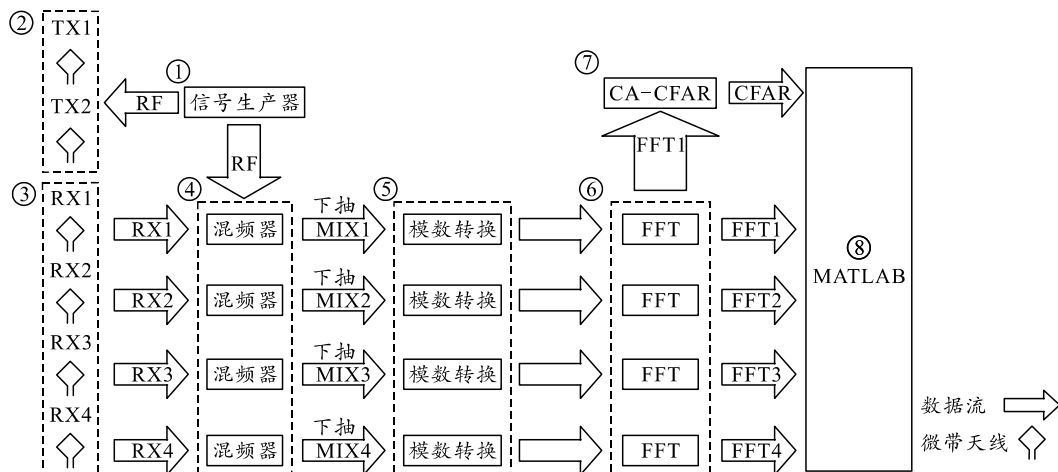 ② TX1
TX2
① 信号生产器
RF
RF
⑦ CA-CFAR
CFAR
FFT1
③ RX1
RX2
RX3
RX4
④
⑤
⑥
RX1 混频器 下抽 MIX1 模数转换 FFT FFT1
RX2 混频器 下抽 MIX2 模数转换 FFT FFT2
RX3 混频器 下抽 MIX3 模数转换 FFT FFT3
RX4 混频器 下抽 MIX4 模数转换 FFT FFT4
⑧
MATLAB
数据流
微带天线